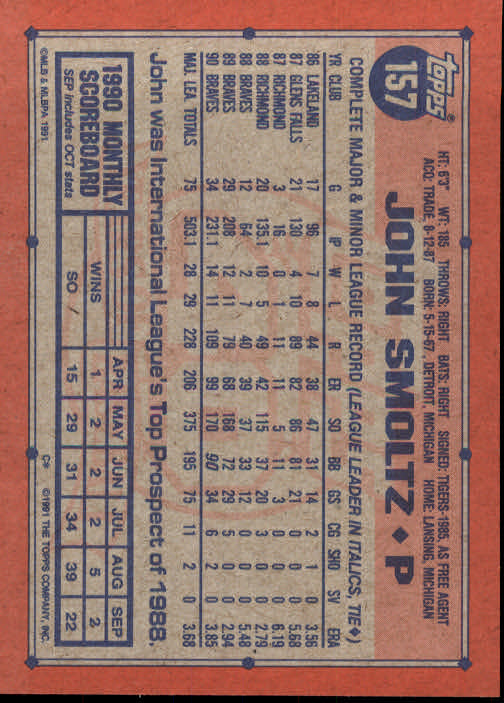 Topps®
157
JOHN SMOLTZ ◆ P
HT: 6'3" WT: 185 THROWS: RIGHT BATS: RIGHT SIGNED: TIGERS-1985, AS FREE AGENT
ACQ: TRADE, 8-12-87 BORN: 5-15-67, DETROIT, MICHIGAN HOME: LANSING, MICHIGAN
COMPLETE MAJOR & MINOR LEAGUE RECORD (LEAGUE LEADER IN ITALICS, TIE◆)
YR CLUB G IP W L R ER SO BB GS CG SHO SV ERA
86 LAKELAND 17 96 7 8 44 38 47 31 14 2 1 0 3.56
87 GLENS FALLS 21 130 4 10 89 82 86 81 21 0 0 0 5.68
87 RICHMOND 3 16 0 1 11 11 5 11 3 0 0 0 6.19
88 RICHMOND 20 135.1 10 5 49 42 115 37 20 3 0 0 2.79
88 BRAVES 12 64 2 7 40 39 37 33 12 0 0 0 5.48
89 BRAVES 29 208 12 11 79 68 168 72 29 5 0 0 2.94
90 BRAVES 34 231.1 14 11 109 99 170 90 34 6 2 0 3.85
MAJ. LEA. TOTALS 75 503.1 28 29 228 206 375 195 75 11 2 0 3.68
John was International League's Top Prospect of 1988.
1990 MONTHLY SCOREBOARD
SEP Includes OCT stats
APR MAY JUN JUL AUG SEP
WINS 1 2 2 2 5 2
SO / 15 29 31 34 39 22
©MLB & MLBPA 1991 C* ©1991 THE TOPPS COMPANY, INC.